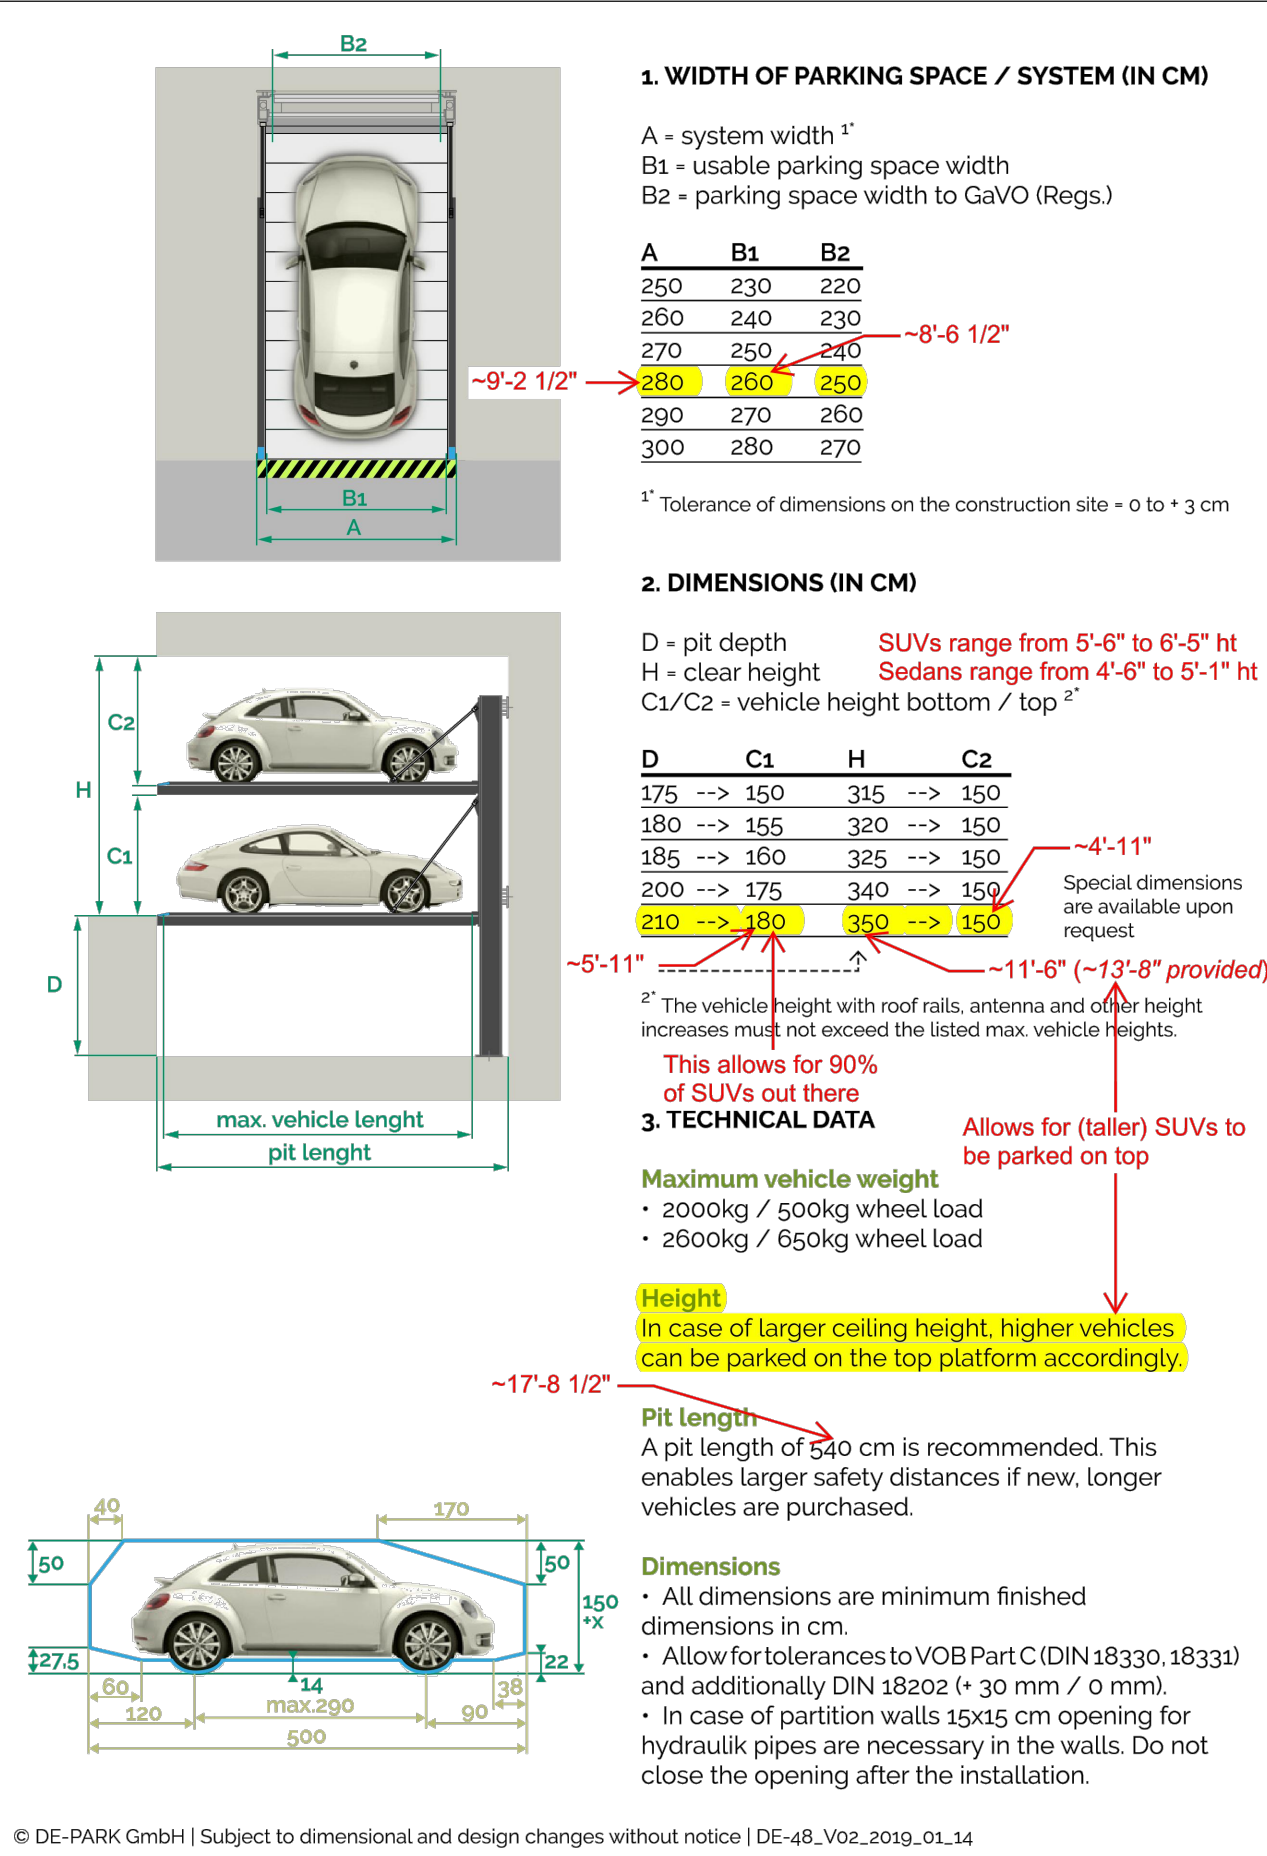 B2
1. WIDTH OF PARKING SPACE / SYSTEM (IN CM)
A = system width 1*
B1 = usable parking space width
B2 = parking space width to GaVO (Regs.)
A B1 B2
250 230 220
260 240 230
~8'-6 1/2"
270 250 240
~9'-2 1/2" 280 260 250
290 270 260
300 280 270
B1
A
1* Tolerance of dimensions on the construction site = 0 to + 3 cm
2. DIMENSIONS (IN CM)
D = pit depth
H = clear height
C1/C2 = vehicle height bottom / top 2*
SUVs range from 5'-6" to 6'-5" ht
Sedans range from 4'-6" to 5'-1" ht
C2
H
C1
D
max. vehicle lenght
pit lenght
D C1 H C2
175 --> 150 315 --> 150
180 --> 155 320 --> 150
185 --> 160 325 --> 150
200 --> 175 340 --> 150
210 --> 180 350 --> 150
~4'-11"
Special dimensions
are available upon
request
~5'-11"
~11'-6" (~13'-8" provided)
2* The vehicle height with roof rails, antenna and other height
increases must not exceed the listed max. vehicle heights.
This allows for 90%
of SUVs out there
3. TECHNICAL DATA
Allows for (taller) SUVs to
be parked on top
Maximum vehicle weight
• 2000kg / 500kg wheel load
• 2600kg / 650kg wheel load
Height
In case of larger ceiling height, higher vehicles
can be parked on the top platform accordingly.
~17'-8 1/2"
Pit length
A pit length of 540 cm is recommended. This
enables larger safety distances if new, longer
vehicles are purchased.
40 170
50 50
150
+x
27,5 22
14
60 38
120 max.290 90
500
Dimensions
• All dimensions are minimum finished
dimensions in cm.
• Allow for tolerances to VOB Part C (DIN 18330, 18331)
and additionally DIN 18202 (+ 30 mm / 0 mm).
• In case of partition walls 15x15 cm opening for
hydraulik pipes are necessary in the walls. Do not
close the opening after the installation.
© DE-PARK GmbH | Subject to dimensional and design changes without notice | DE-48_V02_2019_01_14